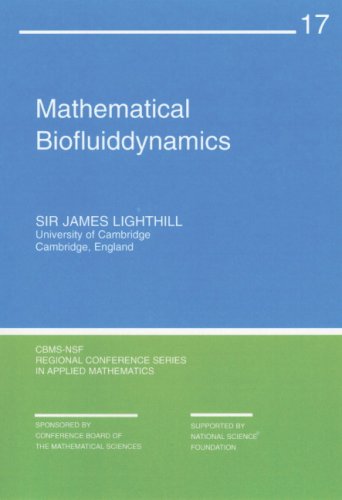 17
Mathematical
Biofluiddynamics
SIR JAMES LIGHTHILL
University of Cambridge
Cambridge, England
CBMS-NSF
REGIONAL CONFERENCE SERIES
IN APPLIED MATHEMATICS
SPONSORED BY
CONFERENCE BOARD OF
THE MATHEMATICAL SCIENCES
SUPPORTED BY
NATIONAL SCIENCE
FOUNDATION